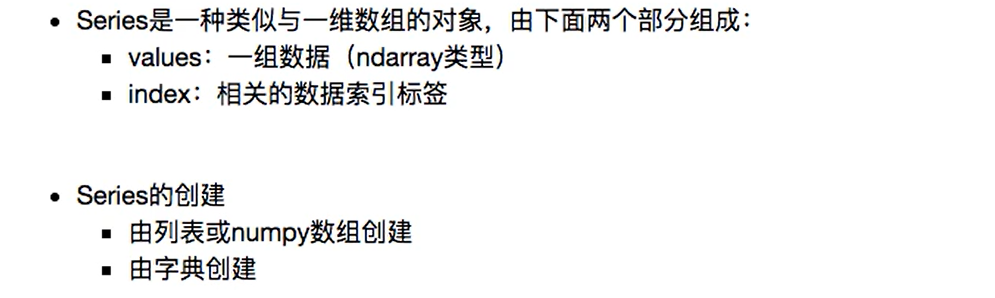 Series是一种类似与一维数组的对象，由下面两个部分组成：
values：一组数据（ndarray类型）
index：相关的数据索引标签
Series的创建
由列表或numpy数组创建
由字典创建